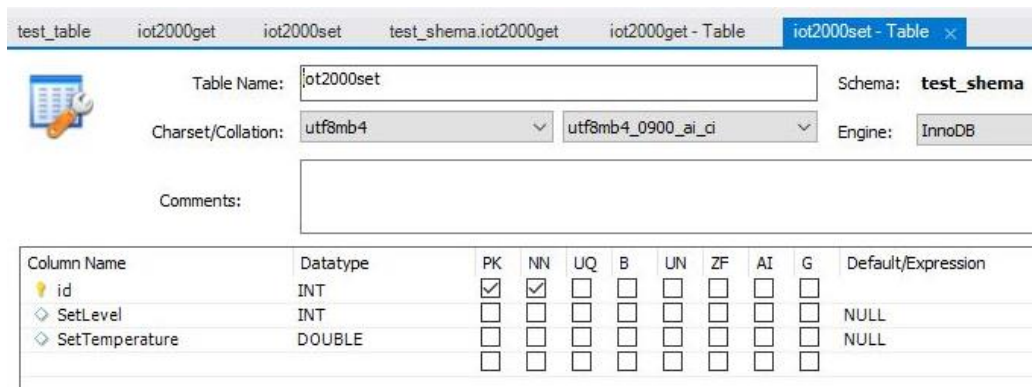 test_table iot2000get iot2000set test_shema.iot2000get iot2000get - Table iot2000set - Table ×
Table Name: iot2000set Schema: test_shema
Charset/Collation: utf8mb4 utf8mb4_0900_ai_ci Engine: InnoDB
Comments:
Column Name Datatype PK NN UQ B UN ZF AI G Default/Expression
id INT
SetLevel INT NULL
SetTemperature DOUBLE NULL